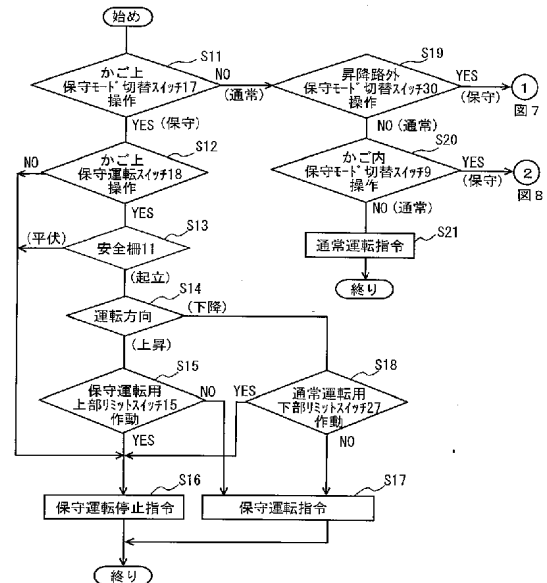 始め
S11
かご上
保守モード切替スイッチ17
操作
NO
(通常)
YES (保守)
S19
昇降路外
保守モード切替スイッチ30
操作
YES
(保守)
1
図7
NO (通常)
S12
かご上
保守運転スイッチ18
操作
NO
YES
S20
かご内
保守モード切替スイッチ9
操作
YES
(保守)
2
図8
NO (通常)
S21
通常運転指令
終り
S13
安全柵11
(平伏)
(起立)
S14
運転方向
(下降)
(上昇)
S15
保守運転用
上部リミットスイッチ15
作動
NO
YES
S18
通常運転用
下部リミットスイッチ27
作動
YES
NO
S16
保守運転停止指令
S17
保守運転指令
終り